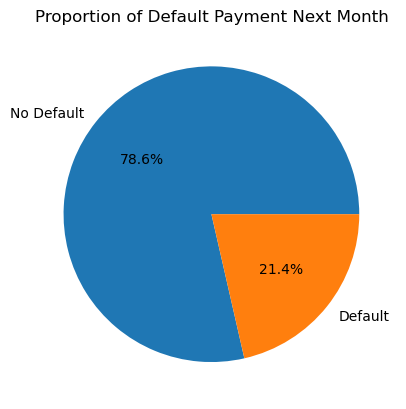 Proportion of Default Payment Next Month
No Default
78.6%
21.4%
Default